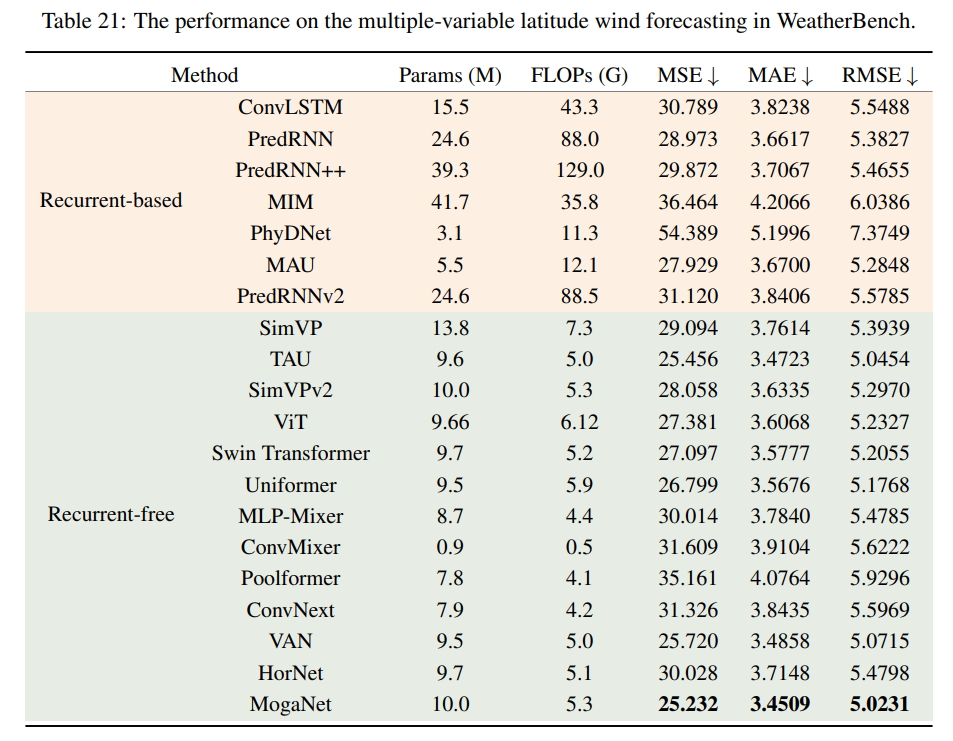 Table 21: The performance on the multiple-variable latitude wind forecasting in WeatherBench.
Method Params (M) FLOPs (G) MSE ↓ MAE ↓ RMSE ↓
ConvLSTM 15.5 43.3 30.789 3.8238 5.5488
PredRNN 24.6 88.0 28.973 3.6617 5.3827
PredRNN++ 39.3 129.0 29.872 3.7067 5.4655
Recurrent-based MIM 41.7 35.8 36.464 4.2066 6.0386
PhyDNet 3.1 11.3 54.389 5.1996 7.3749
MAU 5.5 12.1 27.929 3.6700 5.2848
PredRNNv2 24.6 88.5 31.120 3.8406 5.5785
SimVP 13.8 7.3 29.094 3.7614 5.3939
TAU 9.6 5.0 25.456 3.4723 5.0454
SimVPv2 10.0 5.3 28.058 3.6335 5.2970
ViT 9.66 6.12 27.381 3.6068 5.2327
Swin Transformer 9.7 5.2 27.097 3.5777 5.2055
Uniformer 9.5 5.9 26.799 3.5676 5.1768
Recurrent-free MLP-Mixer 8.7 4.4 30.014 3.7840 5.4785
ConvMixer 0.9 0.5 31.609 3.9104 5.6222
Poolformer 7.8 4.1 35.161 4.0764 5.9296
ConvNext 7.9 4.2 31.326 3.8435 5.5969
VAN 9.5 5.0 25.720 3.4858 5.0715
HorNet 9.7 5.1 30.028 3.7148 5.4798
MogaNet 10.0 5.3 25.232 3.4509 5.0231